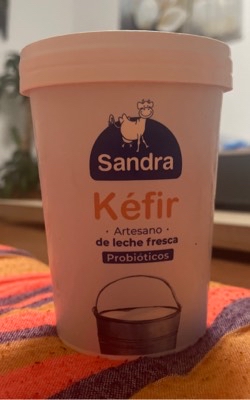 Sandra
Kéfir
· Artesano ·
de leche fresca
Probióticos